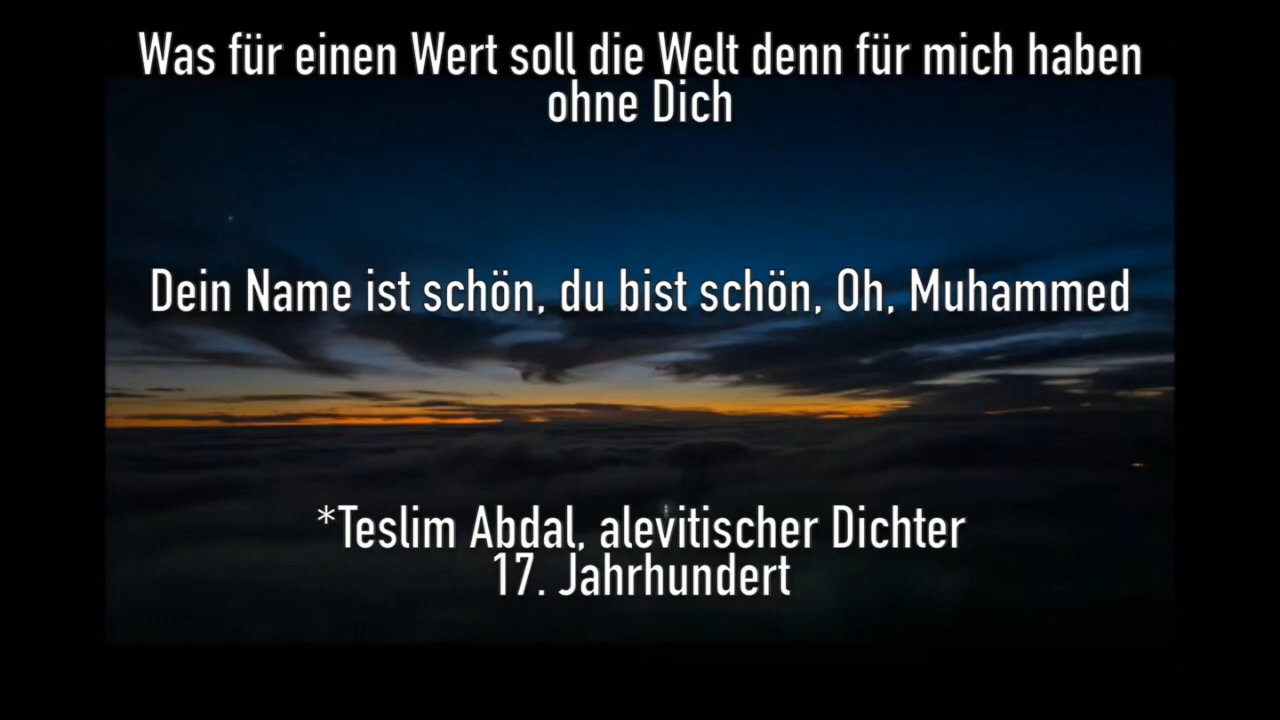 Was für einen Wert soll die Welt denn für mich haben
ohne Dich
Dein Name ist schön, du bist schön, Oh, Muhammed
*Teslim Abdal, alevitischer Dichter
17. Jahrhundert